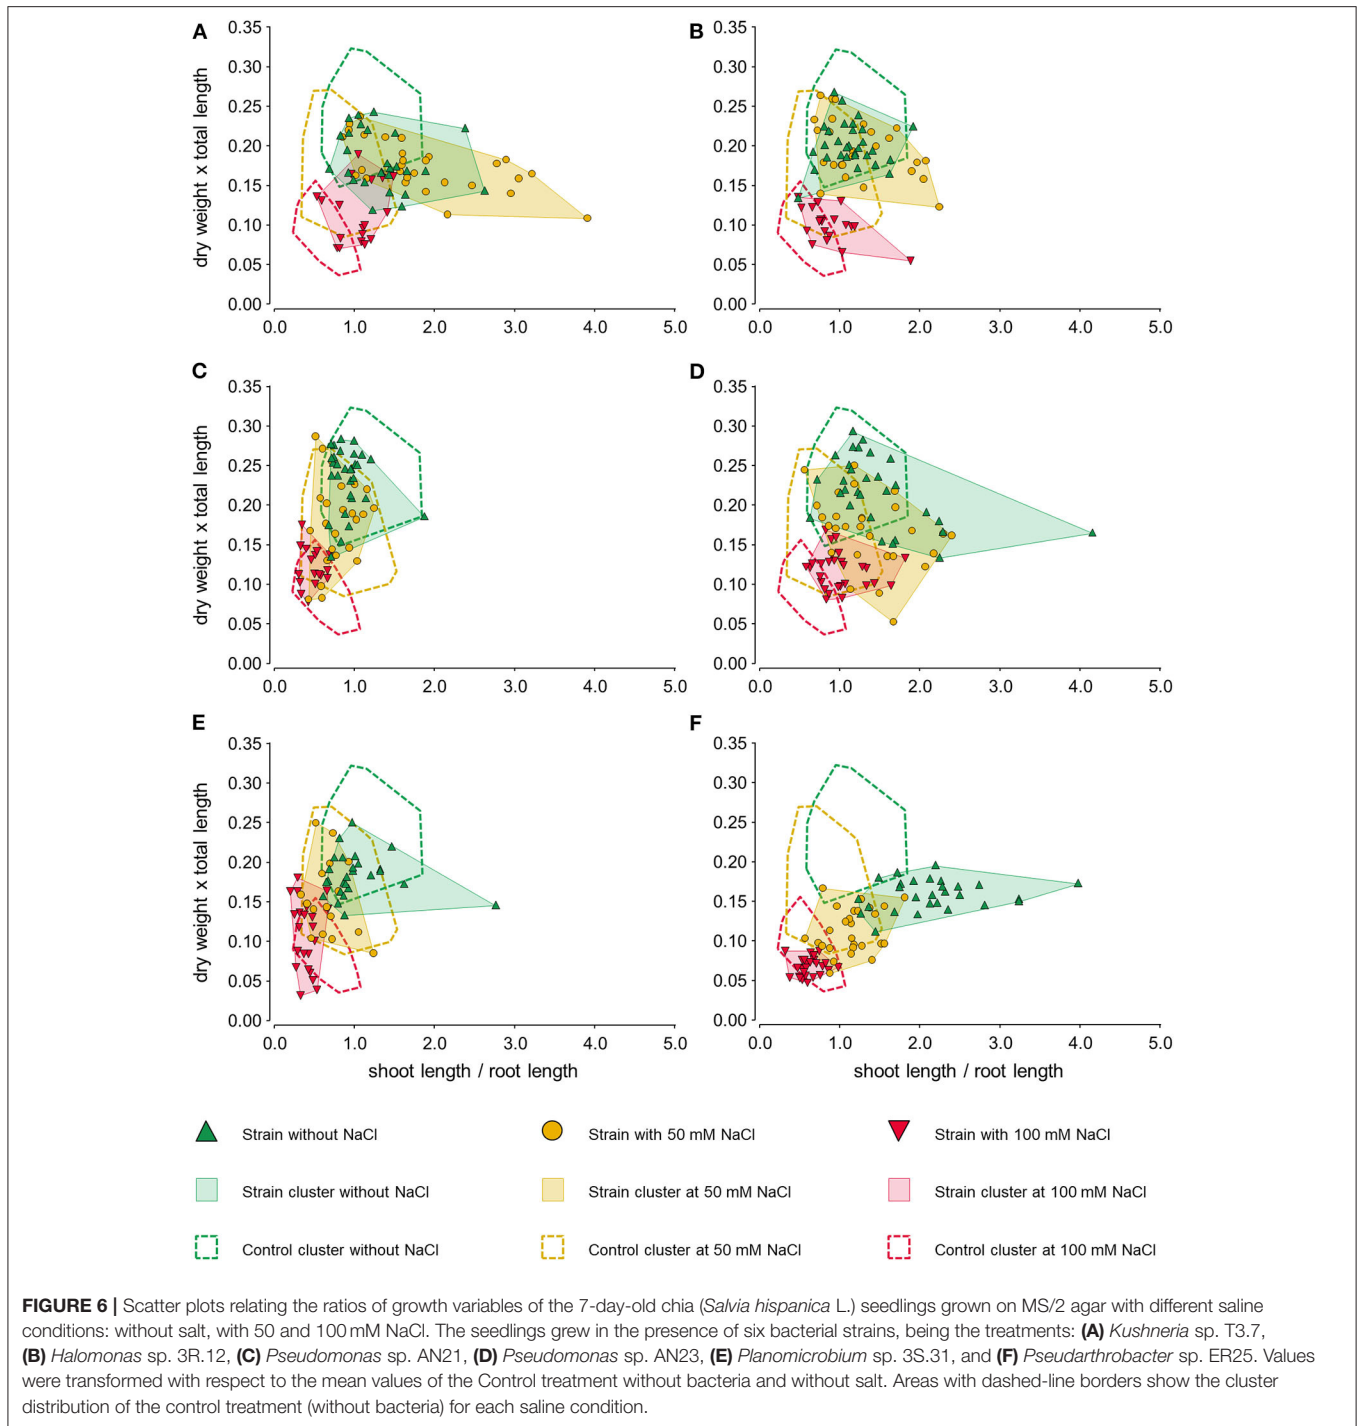 A
B
dry weight x total length
0.35
0.30
0.25
0.20
0.15
0.10
0.05
0.00
0.0 1.0 2.0 3.0 4.0 5.0
0.35
0.30
0.25
0.20
0.15
0.10
0.05
0.00
0.0 1.0 2.0 3.0 4.0 5.0
C
D
dry weight x total length
0.35
0.30
0.25
0.20
0.15
0.10
0.05
0.00
0.0 1.0 2.0 3.0 4.0 5.0
0.35
0.30
0.25
0.20
0.15
0.10
0.05
0.00
0.0 1.0 2.0 3.0 4.0 5.0
E
F
dry weight x total length
0.35
0.30
0.25
0.20
0.15
0.10
0.05
0.00
0.0 1.0 2.0 3.0 4.0 5.0
shoot length / root length
0.35
0.30
0.25
0.20
0.15
0.10
0.05
0.00
0.0 1.0 2.0 3.0 4.0 5.0
shoot length / root length
Strain without NaCl
Strain with 50 mM NaCl
Strain with 100 mM NaCl
Strain cluster without NaCl
Strain cluster at 50 mM NaCl
Strain cluster at 100 mM NaCl
Control cluster without NaCl
Control cluster at 50 mM NaCl
Control cluster at 100 mM NaCl
FIGURE 6 | Scatter plots relating the ratios of growth variables of the 7-day-old chia (Salvia hispanica L.) seedlings grown on MS/2 agar with different saline
conditions: without salt, with 50 and 100 mM NaCl. The seedlings grew in the presence of six bacterial strains, being the treatments: (A) Kushneria sp. T3.7,
(B) Halomonas sp. 3R.12, (C) Pseudomonas sp. AN21, (D) Pseudomonas sp. AN23, (E) Planomicrobium sp. 3S.31, and (F) Pseudarthrobacter sp. ER25. Values
were transformed with respect to the mean values of the Control treatment without bacteria and without salt. Areas with dashed-line borders show the cluster
distribution of the control treatment (without bacteria) for each saline condition.